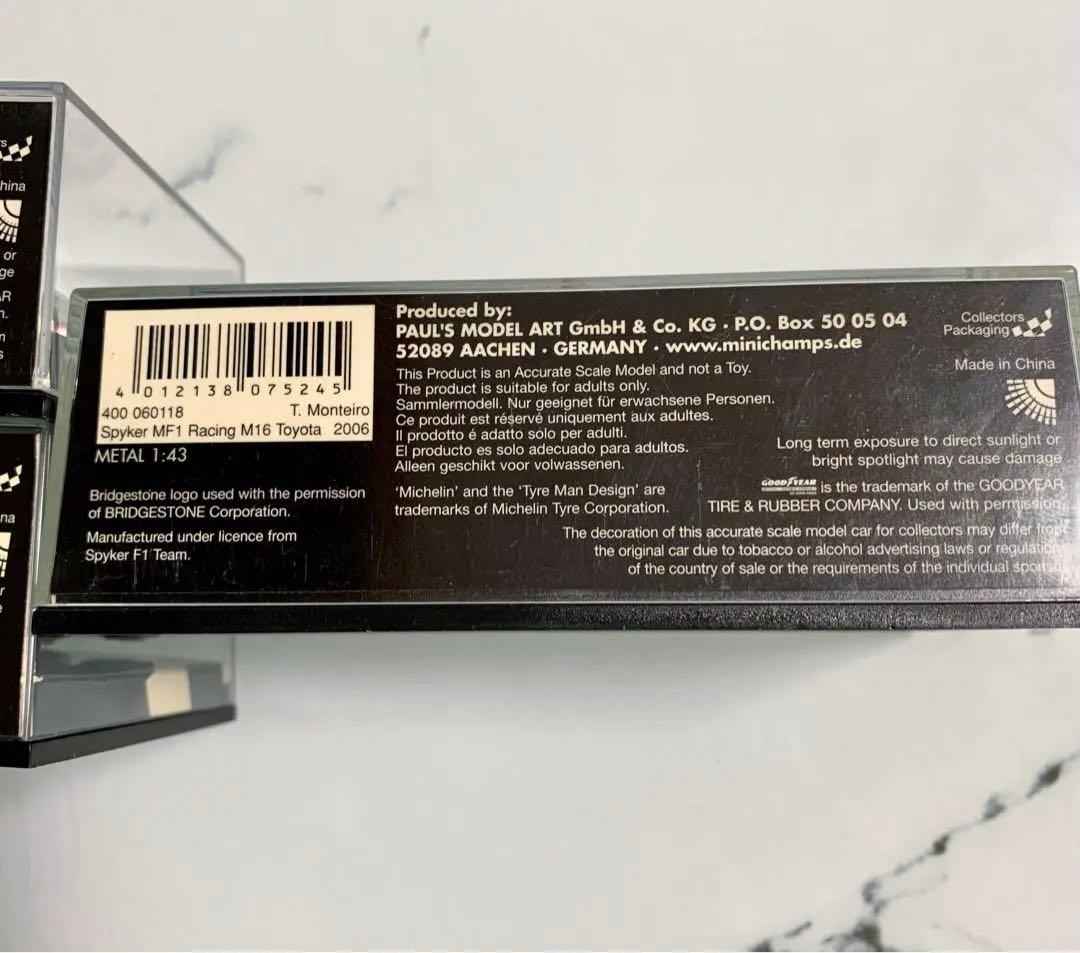 4 012138 075245
400 060118 T. Monteiro
Spyker MF1 Racing M16 Toyota 2006
METAL 1:43
Bridgestone logo used with the permission
of BRIDGESTONE Corporation.
Manufactured under licence from
Spyker F1 Team.
Produced by:
PAUL'S MODEL ART GmbH & Co. KG · P.O. Box 50 05 04
52089 AACHEN · GERMANY · www.minichamps.de
This Product is an Accurate Scale Model and not a Toy.
The product is suitable for adults only.
Sammlermodell. Nur geeignet für erwachsene Personen.
Ce produit est réservé uniquement aux adultes.
Il prodotto é adatto solo per adulti.
El producto es solo adecuado para adultos.
Alleen geschikt voor volwassenen.
'Michelin' and the 'Tyre Man Design' are
trademarks of Michelin Tyre Corporation.
Collectors
Packaging
Made in China
Long term exposure to direct sunlight or
bright spotlight may cause damage
GOODYEAR is the trademark of the GOODYEAR
TIRE & RUBBER COMPANY. Used with permission.
The decoration of this accurate scale model car for collectors may differ from
the original car due to tobacco or alcohol advertising laws or regulation
of the country of sale or the requirements of the individual sponsor
or